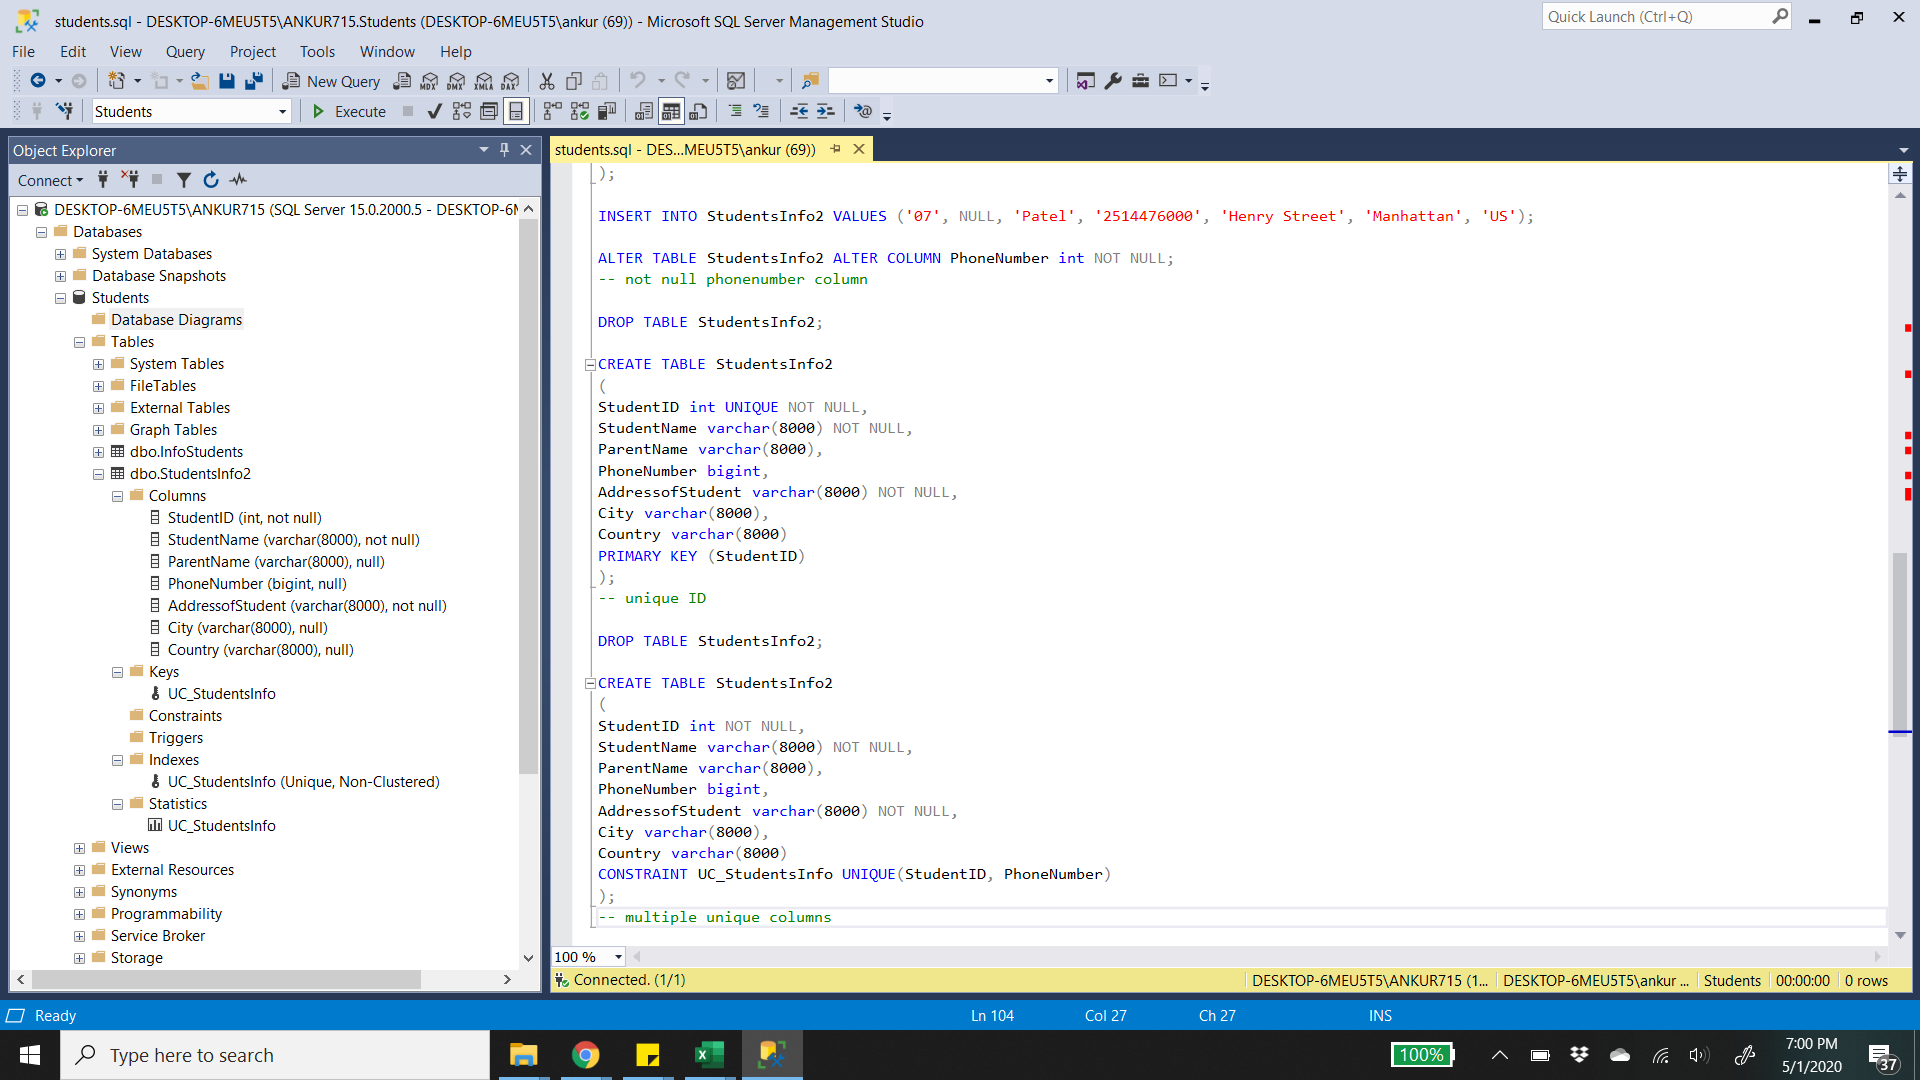 students.sql - DESKTOP-6MEU5T5\ANKUR715.Students (DESKTOP-6MEU5T5\ankur (69)) - Microsoft SQL Server Management Studio
Quick Launch (Ctrl+Q)
File Edit View Query Project Tools Window Help
New Query MDX DMX XMLA DAX
Students Execute
Object Explorer
Connect
DESKTOP-6MEU5T5\ANKUR715 (SQL Server 15.0.2000.5 - DESKTOP-6M
Databases
System Databases
Database Snapshots
Students
Database Diagrams
Tables
System Tables
FileTables
External Tables
Graph Tables
dbo.InfoStudents
dbo.StudentsInfo2
Columns
StudentID (int, not null)
StudentName (varchar(8000), not null)
ParentName (varchar(8000), null)
PhoneNumber (bigint, null)
AddressofStudent (varchar(8000), not null)
City (varchar(8000), null)
Country (varchar(8000), null)
Keys
UC_StudentsInfo
Constraints
Triggers
Indexes
UC_StudentsInfo (Unique, Non-Clustered)
Statistics
UC_StudentsInfo
Views
External Resources
Synonyms
Programmability
Service Broker
Storage
students.sql - DES...MEU5T5\ankur (69))
);
INSERT INTO StudentsInfo2 VALUES ('07', NULL, 'Patel', '2514476000', 'Henry Street', 'Manhattan', 'US');
ALTER TABLE StudentsInfo2 ALTER COLUMN PhoneNumber int NOT NULL;
-- not null phonenumber column
DROP TABLE StudentsInfo2;
CREATE TABLE StudentsInfo2
(
StudentID int UNIQUE NOT NULL,
StudentName varchar(8000) NOT NULL,
ParentName varchar(8000),
PhoneNumber bigint,
AddressofStudent varchar(8000) NOT NULL,
City varchar(8000),
Country varchar(8000)
PRIMARY KEY (StudentID)
);
-- unique ID
DROP TABLE StudentsInfo2;
CREATE TABLE StudentsInfo2
(
StudentID int NOT NULL,
StudentName varchar(8000) NOT NULL,
ParentName varchar(8000),
PhoneNumber bigint,
AddressofStudent varchar(8000) NOT NULL,
City varchar(8000),
Country varchar(8000)
CONSTRAINT UC_StudentsInfo UNIQUE(StudentID, PhoneNumber)
);
-- multiple unique columns
100 %
Connected. (1/1) DESKTOP-6MEU5T5\ANKUR715 (1... DESKTOP-6MEU5T5\ankur ... Students 00:00:00 0 rows
Ready Ln 104 Col 27 Ch 27 INS
Type here to search
100%
7:00 PM
5/1/2020
37